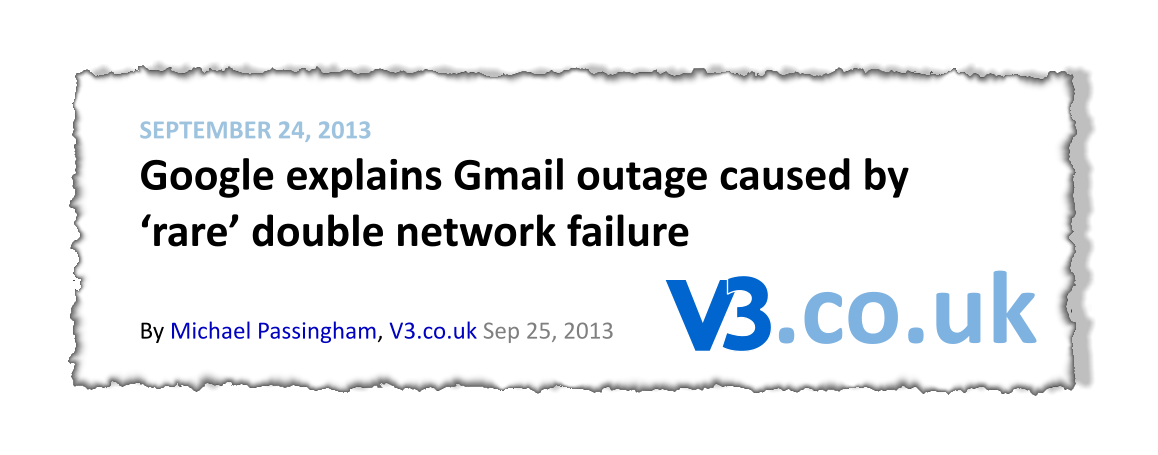 SEPTEMBER 24, 2013
Google explains Gmail outage caused by
‘rare’ double network failure
V3.co.uk
By Michael Passingham, V3.co.uk Sep 25, 2013